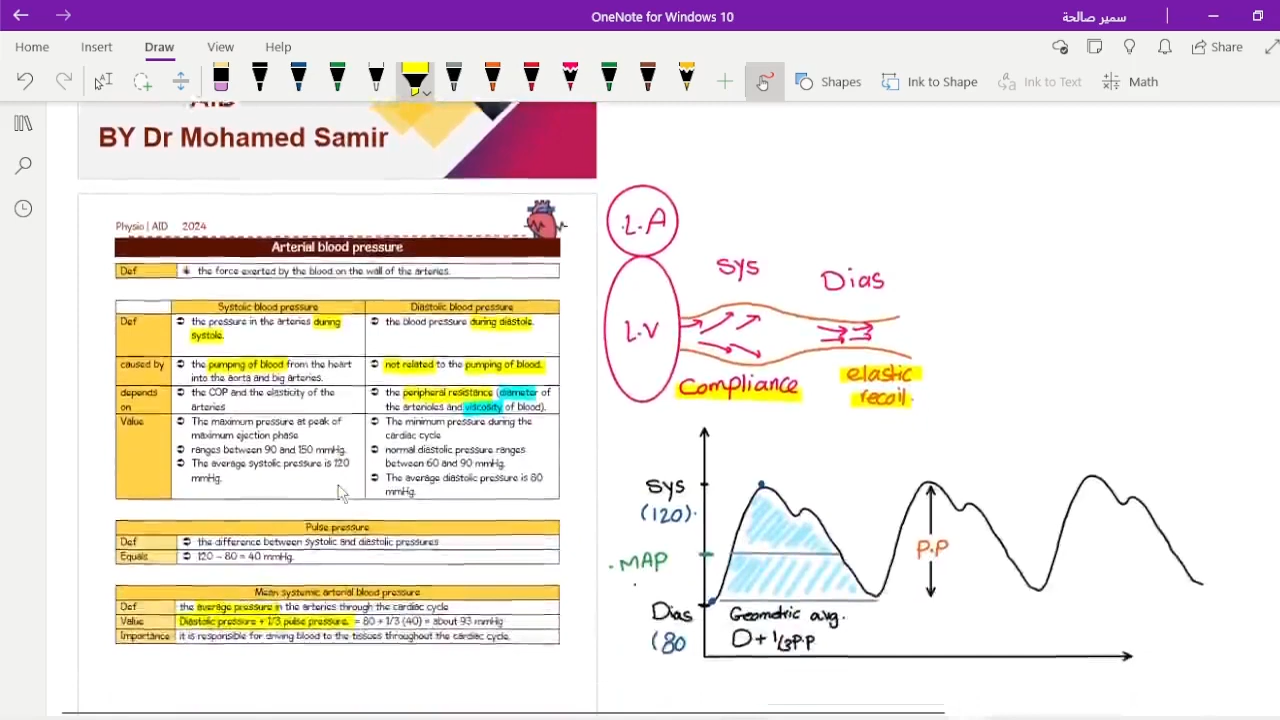 OneNote for Windows 10
سمير صالحة
Home Insert Draw View Help
Share
Shapes Ink to Shape Ink to Text Math
AID
BY Dr Mohamed Samir
Physio | AID 2024
Arterial blood pressure
Def the force exerted by the blood on the wall of the arteries.
Systolic blood pressure Diastolic blood pressure
Def
the pressure in the arteries during
systole.
the blood pressure during diastole.
caused by
the pumping of blood from the heart
into the aorta and big arteries.
not related to the pumping of blood.
depends
on
the COP and the elasticity of the
arteries
the peripheral resistance (diameter of
the arterioles and viscosity of blood).
Value
The maximum pressure at peak of
maximum ejection phase
ranges between 90 and 150 mmHg.
The average systolic pressure is 120
mmHg.
The minimum pressure during the
cardiac cycle
normal diastolic pressure ranges
between 60 and 90 mmHg.
The average diastolic pressure is 80
mmHg.
Pulse pressure
Def the difference between systolic and diastolic pressures
Equals 120 – 80 = 40 mmHg.
Mean systemic arterial blood pressure
Def the average pressure in the arteries through the cardiac cycle
Value Diastolic pressure + 1/3 pulse pressure. = 80 + 1/3 (40) = about 93 mmHg
Importance it is responsible for driving blood to the tissues throughout the cardiac cycle.
L.A
L.V
Sys
Dias
Compliance
elastic
recoil
Sys
(120)
MAP
Dias
(80
P.P
Geometric avg.
D + 1/3 P.P